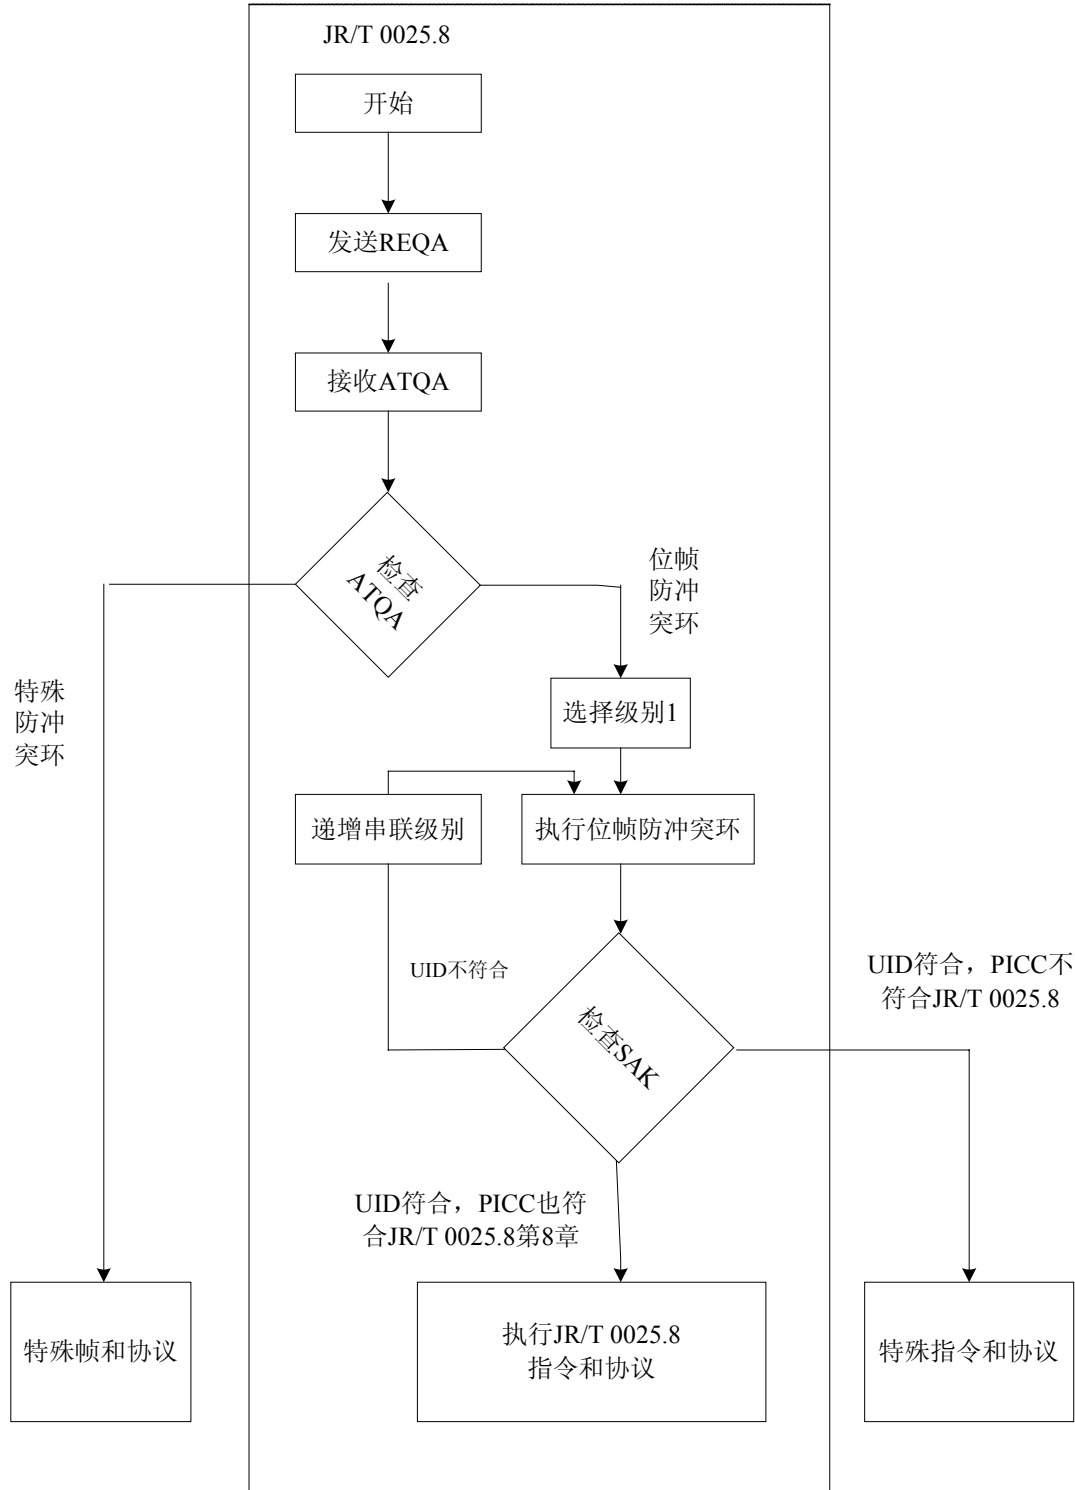 JR/T 0025.8
开始
发送REQA
接收ATQA
检查
ATQA
位帧
防冲
突环
特殊
防冲
突环
选择级别1
递增串联级别
执行位帧防冲突环
UID不符合
检查SAK
UID符合，PICC不
符合JR/T 0025.8
UID符合，PICC也符
合JR/T 0025.8第8章
特殊帧和协议
执行JR/T 0025.8
指令和协议
特殊指令和协议